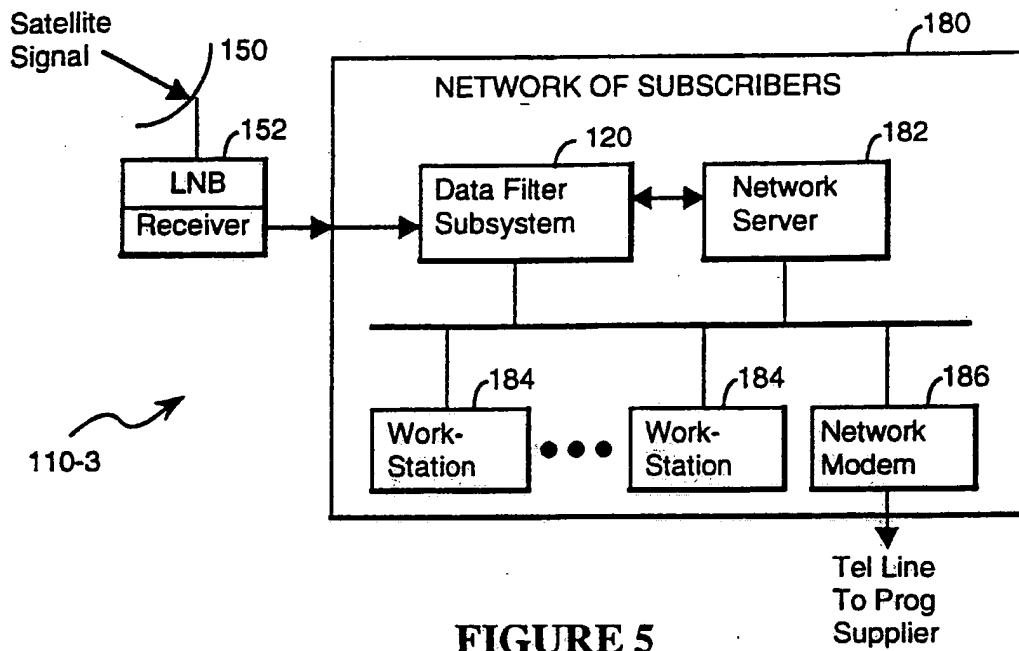 Satellite
Signal
150
180
NETWORK OF SUBSCRIBERS
152
120
182
LNB
Receiver
Data Filter
Subsystem
Network
Server
184
184
186
Work-
Station
Work-
Station
Network
Modem
110-3
Tel Line
To Prog
Supplier
FIGURE 5